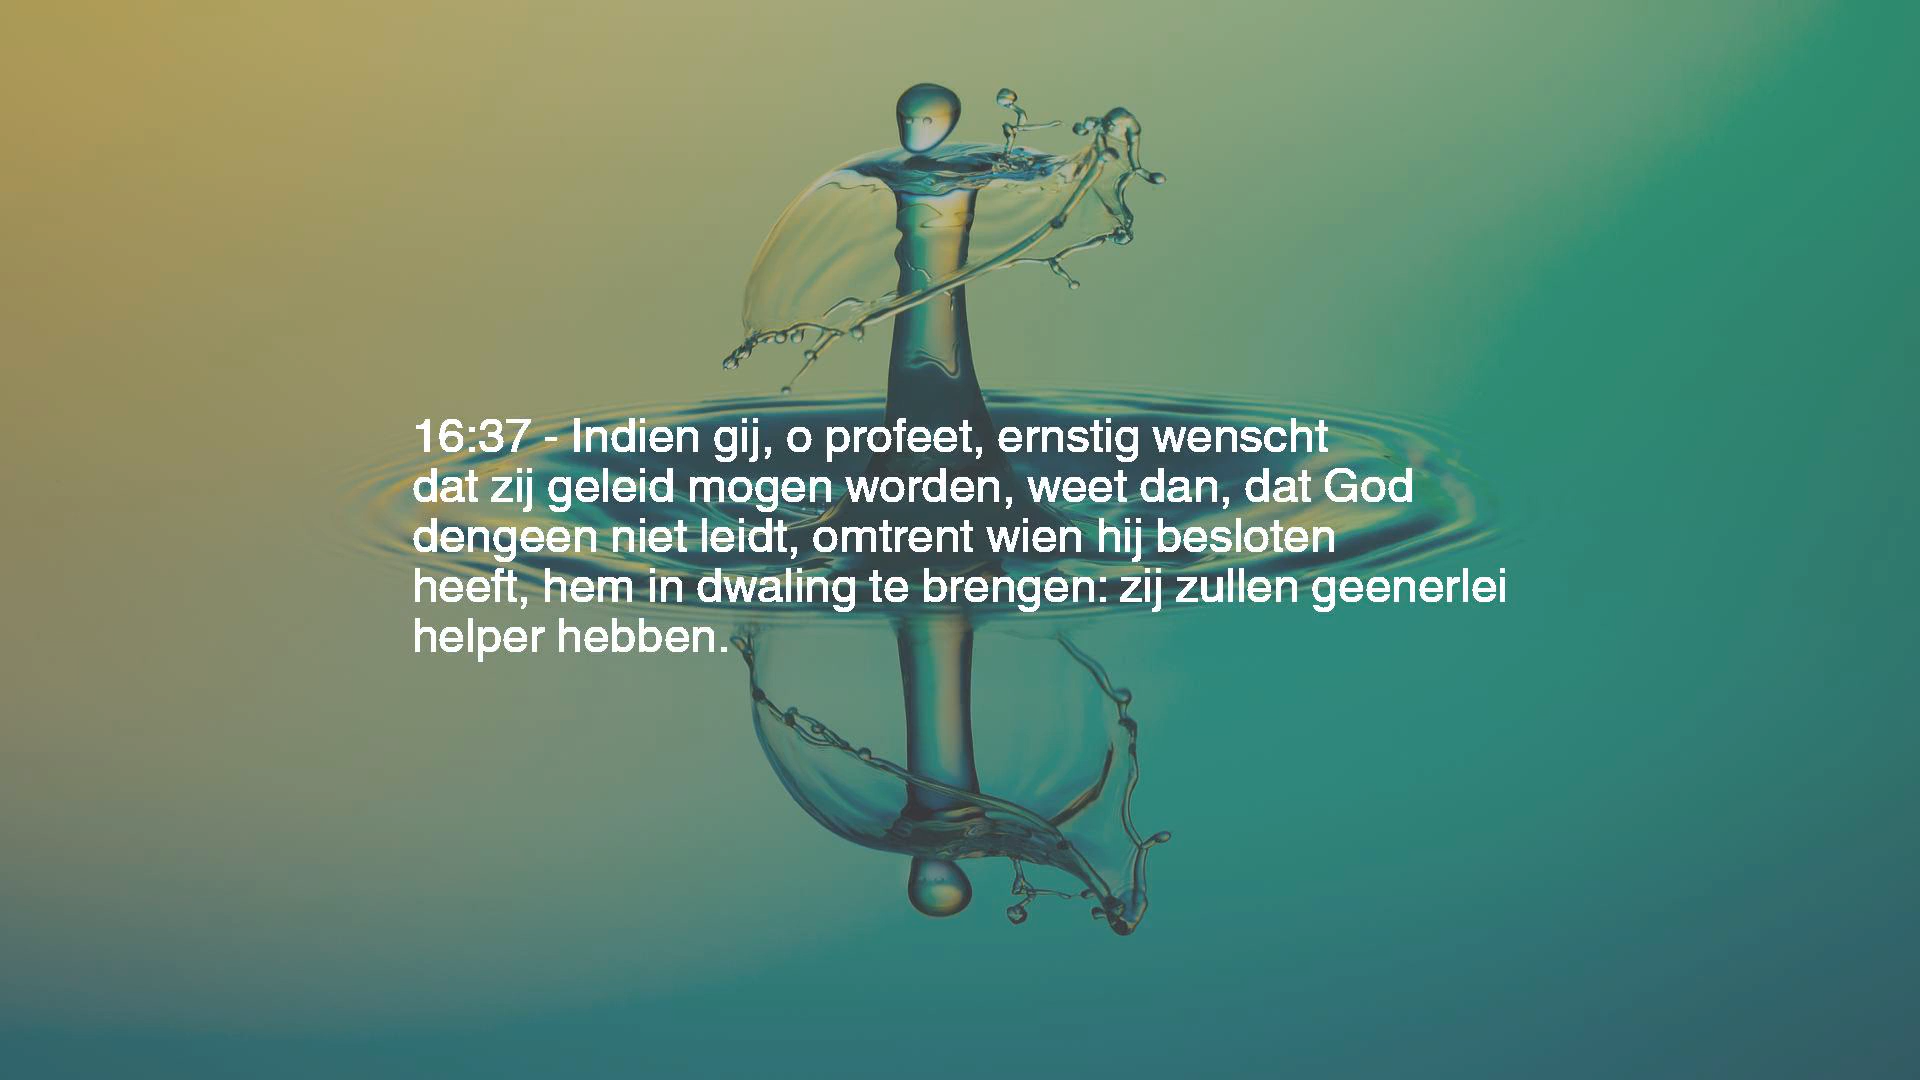 16:37 - Indien gij, o profeet, ernstig wenscht
dat zij geleid mogen worden, weet dan, dat God
dengeen niet leidt, omtrent wien hij besloten
heeft, hem in dwaling te brengen: zij zullen geenerlei
helper hebben.